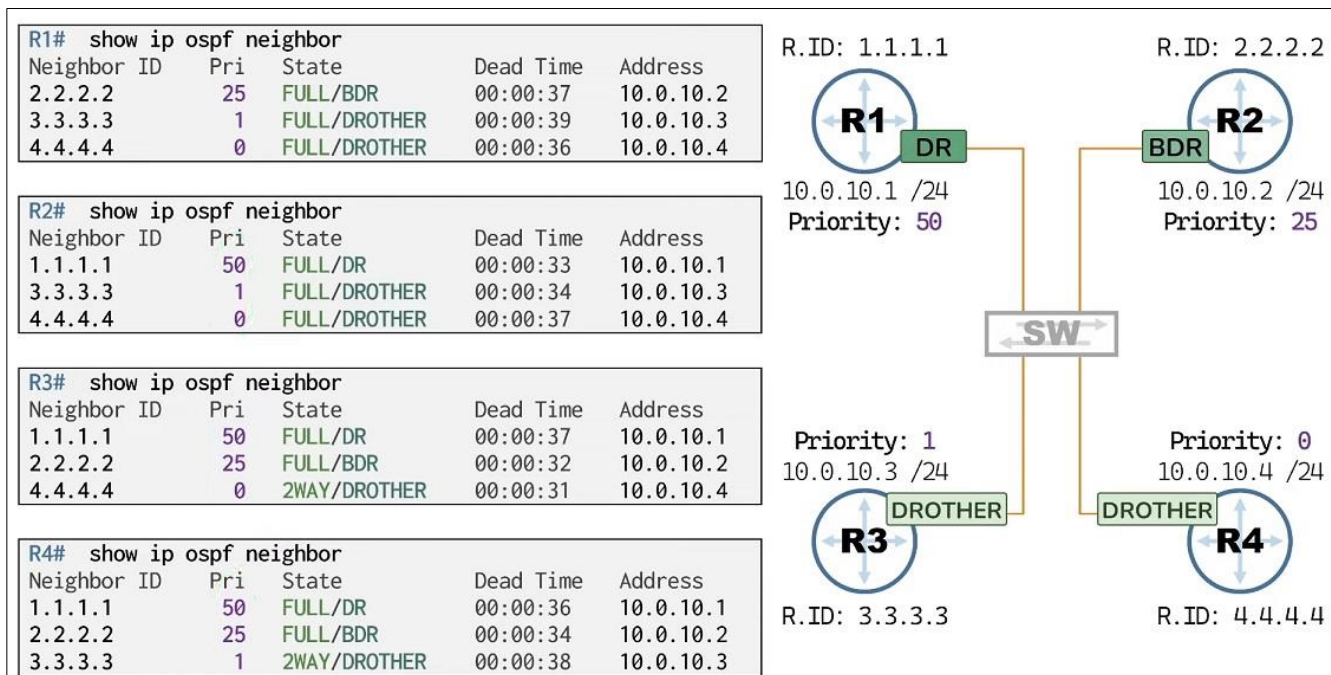 R1# show ip ospf neighbor
Neighbor ID Pri State Dead Time Address
2.2.2.2 25 FULL/BDR 00:00:37 10.0.10.2
3.3.3.3 1 FULL/DROTHER 00:00:39 10.0.10.3
4.4.4.4 0 FULL/DROTHER 00:00:36 10.0.10.4
R2# show ip ospf neighbor
Neighbor ID Pri State Dead Time Address
1.1.1.1 50 FULL/DR 00:00:33 10.0.10.1
3.3.3.3 1 FULL/DROTHER 00:00:34 10.0.10.3
4.4.4.4 0 FULL/DROTHER 00:00:37 10.0.10.4
R3# show ip ospf neighbor
Neighbor ID Pri State Dead Time Address
1.1.1.1 50 FULL/DR 00:00:37 10.0.10.1
2.2.2.2 25 FULL/BDR 00:00:32 10.0.10.2
4.4.4.4 0 2WAY/DROTHER 00:00:31 10.0.10.4
R4# show ip ospf neighbor
Neighbor ID Pri State Dead Time Address
1.1.1.1 50 FULL/DR 00:00:36 10.0.10.1
2.2.2.2 25 FULL/BDR 00:00:34 10.0.10.2
3.3.3.3 1 2WAY/DROTHER 00:00:38 10.0.10.3
R.ID: 1.1.1.1
R1
DR
10.0.10.1 /24
Priority: 50
R.ID: 2.2.2.2
R2
BDR
10.0.10.2 /24
Priority: 25
SW
Priority: 1
10.0.10.3 /24
DROTHER
R3
R.ID: 3.3.3.3
Priority: 0
10.0.10.4 /24
DROTHER
R4
R.ID: 4.4.4.4